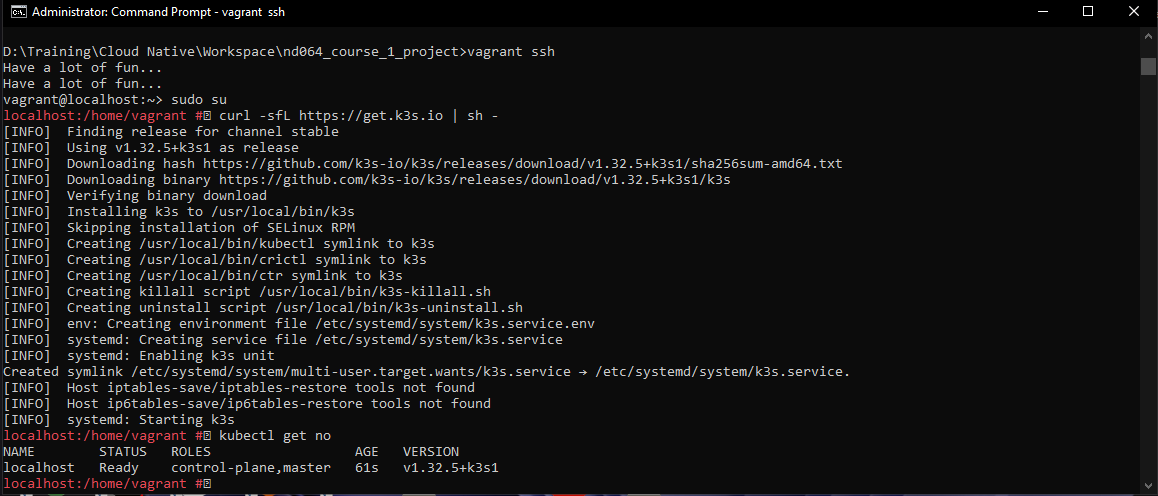 Administrator: Command Prompt - vagrant  ssh
D:\Training\Cloud Native\Workspace\nd064_course_1_project>vagrant ssh
Have a lot of fun...
Have a lot of fun...
vagrant@localhost:~> sudo su
localhost:/home/vagrant # curl -sfL https://get.k3s.io | sh -
[INFO]  Finding release for channel stable
[INFO]  Using v1.32.5+k3s1 as release
[INFO]  Downloading hash https://github.com/k3s-io/k3s/releases/download/v1.32.5+k3s1/sha256sum-amd64.txt
[INFO]  Downloading binary https://github.com/k3s-io/k3s/releases/download/v1.32.5+k3s1/k3s
[INFO]  Verifying binary download
[INFO]  Installing k3s to /usr/local/bin/k3s
[INFO]  Skipping installation of SELinux RPM
[INFO]  Creating /usr/local/bin/kubectl symlink to k3s
[INFO]  Creating /usr/local/bin/crictl symlink to k3s
[INFO]  Creating /usr/local/bin/ctr symlink to k3s
[INFO]  Creating killall script /usr/local/bin/k3s-killall.sh
[INFO]  Creating uninstall script /usr/local/bin/k3s-uninstall.sh
[INFO]  env: Creating environment file /etc/systemd/system/k3s.service.env
[INFO]  systemd: Creating service file /etc/systemd/system/k3s.service
[INFO]  systemd: Enabling k3s unit
Created symlink /etc/systemd/system/multi-user.target.wants/k3s.service → /etc/systemd/system/k3s.service.
[INFO]  Host iptables-save/iptables-restore tools not found
[INFO]  Host ip6tables-save/ip6tables-restore tools not found
[INFO]  systemd: Starting k3s
localhost:/home/vagrant # kubectl get no
NAME        STATUS   ROLES                  AGE   VERSION
localhost   Ready    control-plane,master   61s   v1.32.5+k3s1
localhost:/home/vagrant #